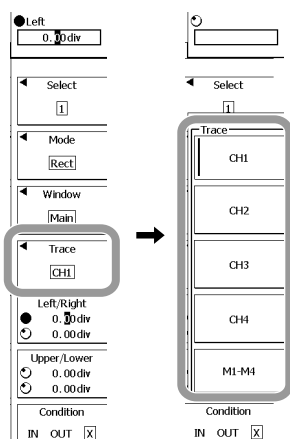 Left
0.00div
Select
1
Mode
Rect
Window
Main
Trace
CH1
Left/Right
0.00div
0.00div
Upper/Lower
0.00div
0.00div
Condition
IN OUT X
Select
1
Trace
CH1
CH2
CH3
CH4
M1-M4
Condition
IN OUT X